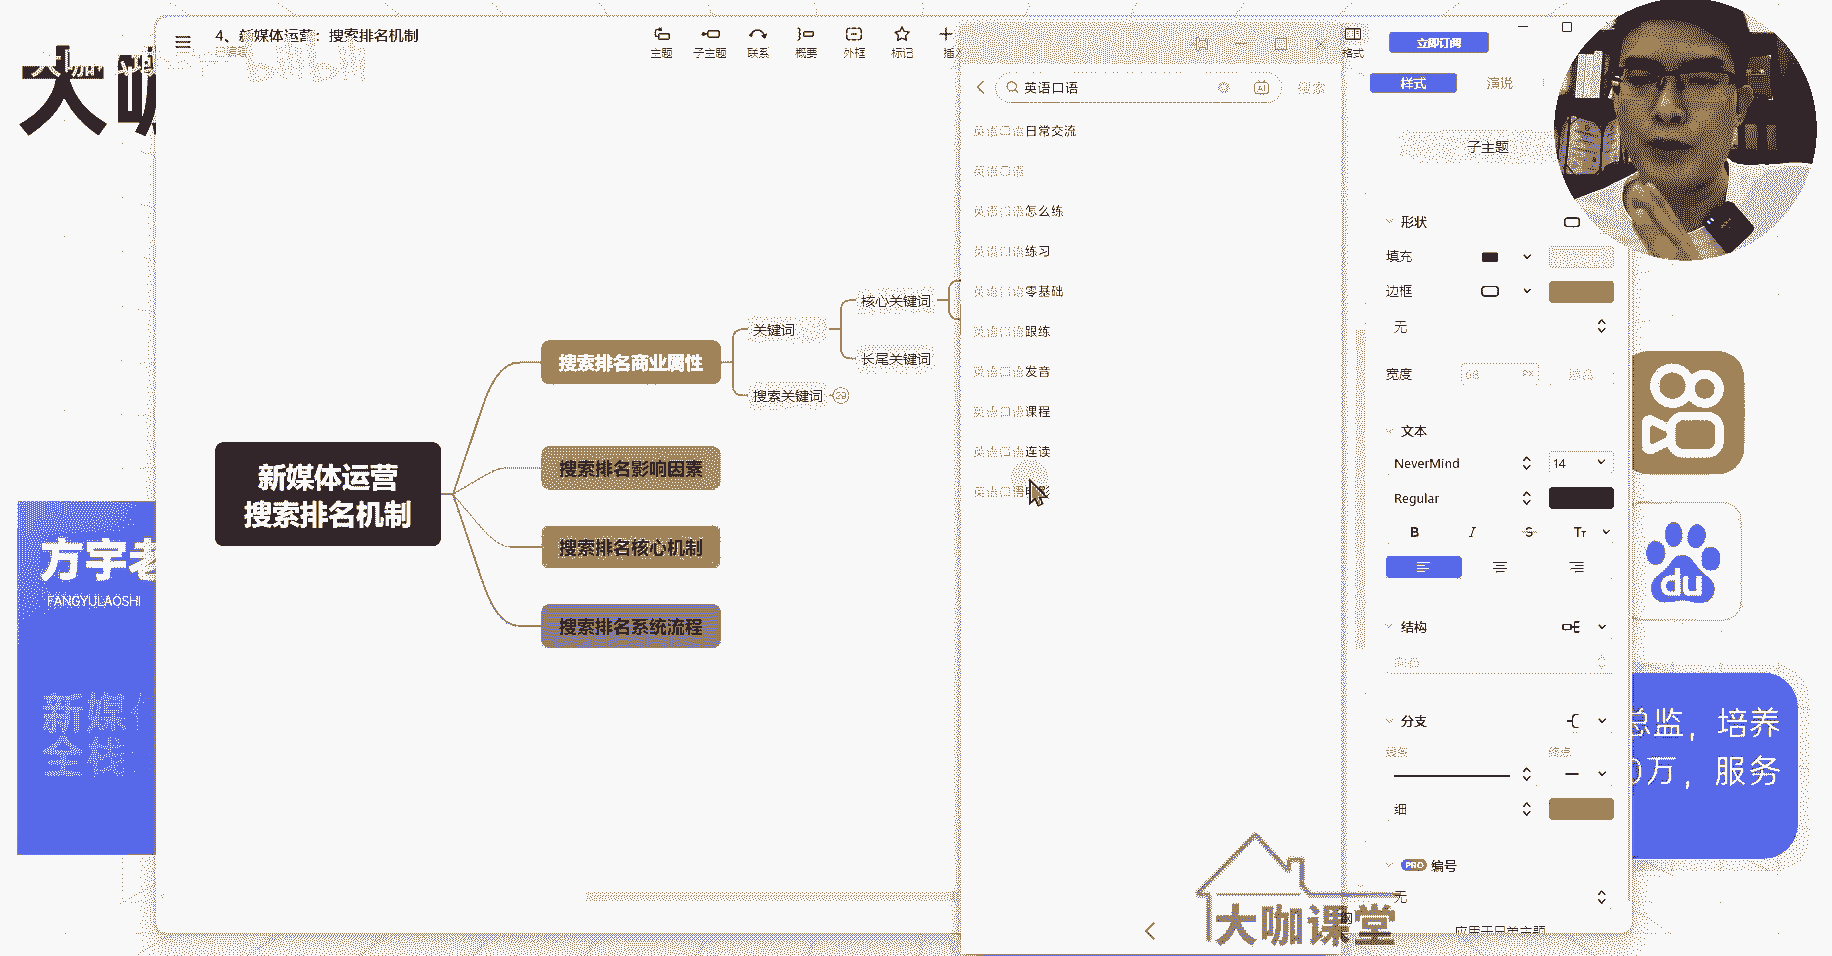 4、新媒体运营：搜索排名机制
已编辑
主题
子主题
联系
概要
外框
标记
格式
立即订阅
样式
演说
子主题
英语口语
搜索
英语口语日常交流
英语口语
英语口语怎么练
英语口语练习
英语口语零基础
英语口语跟练
英语口语发音
英语口语课程
英语口语连读
英语口语
新媒体运营
搜索排名机制
搜索排名商业属性
关键词
核心关键词
长尾关键词
搜索关键词
29
搜索排名影响因素
搜索排名核心机制
搜索排名系统流程
形状
填充
边框
无
宽度
68
PX
文本
NeverMind
14
Regular
B
I
S
TT
结构
分支
线条
终点
细
PRO
编号
无
大咖
方宇老
FANGYULAOSHI
新媒
全栈
du
总监，培养
0万，服务
大咖课堂